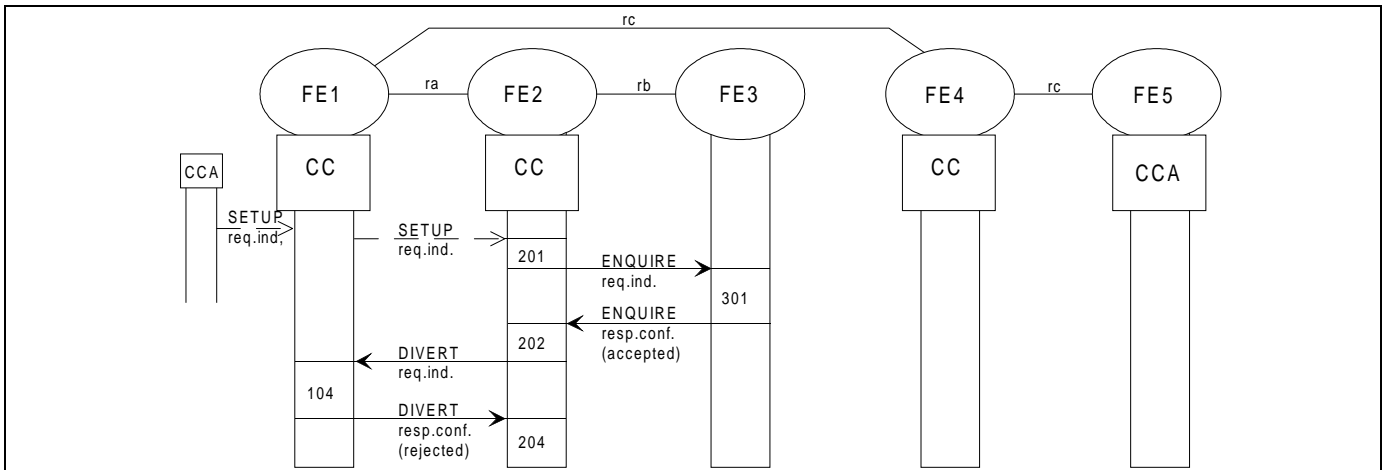 rc
FE1
ra
FE2
rb
FE3
FE4
rc
FE5
CC
CC
CC
CCA
CCA
SETUP
req.ind,
SETUP
req.ind.
201
ENQUIRE
req.ind.
301
ENQUIRE
resp.conf.
(accepted)
202
DIVERT
req.ind.
104
DIVERT
resp.conf.
(rejected)
204